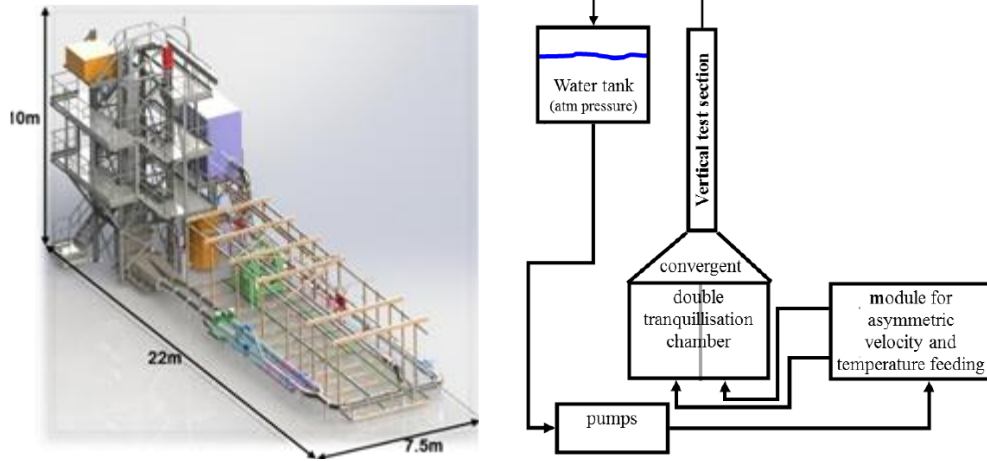 10m
22m
7.5m
Water tank
(atm pressure)
Vertical test section
convergent
double
tranquillisation
chamber
module for
asymmetric
velocity and
temperature feeding
pumps